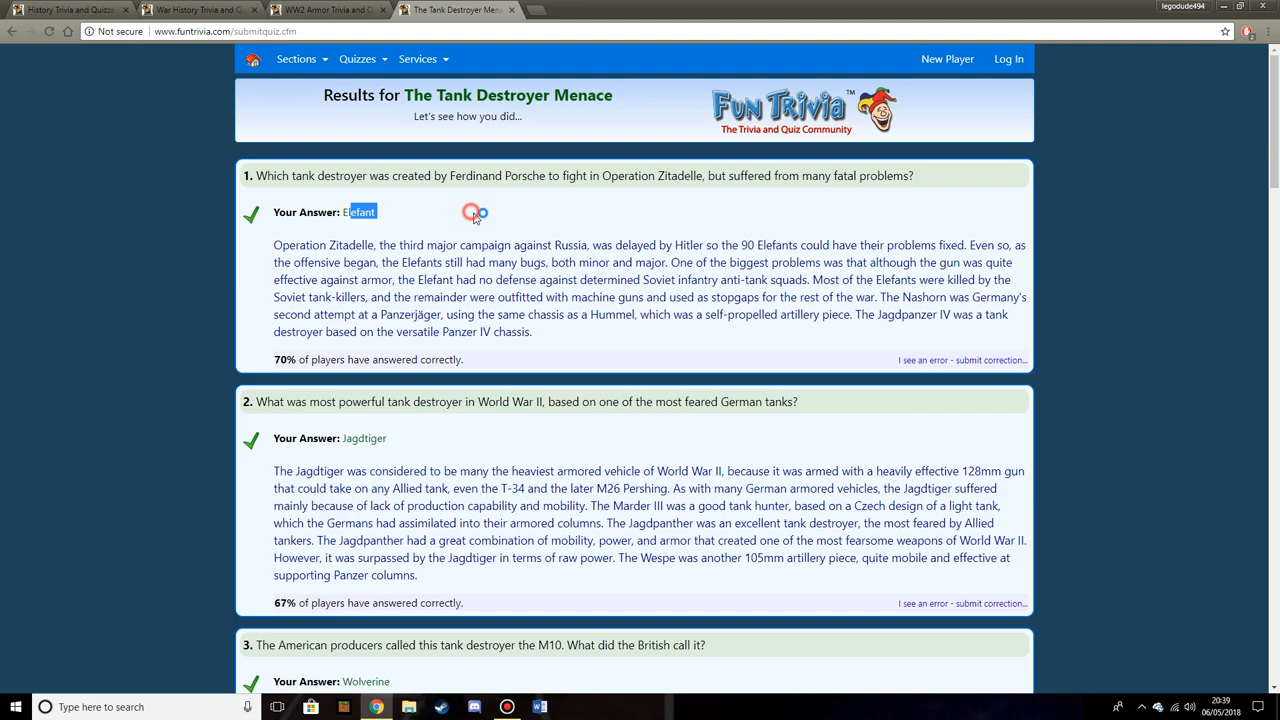 History Trivia and Quizze
War History Trivia and Q
WW2 Armor Trivia and C
The Tank Destroyer Mena
legodude494
Not secure
www.funtrivia.com/submitquiz.cfm
Sections
Quizzes
Services
New Player
Log In
Results for The Tank Destroyer Menace
Let's see how you did...
Fun Trivia™
The Trivia and Quiz Community
1. Which tank destroyer was created by Ferdinand Porsche to fight in Operation Zitadelle, but suffered from many fatal problems?
Your Answer: Elefant
Operation Zitadelle, the third major campaign against Russia, was delayed by Hitler so the 90 Elefants could have their problems fixed. Even so, as
the offensive began, the Elefants still had many bugs, both minor and major. One of the biggest problems was that although the gun was quite
effective against armor, the Elefant had no defense against determined Soviet infantry anti-tank squads. Most of the Elefants were killed by the
Soviet tank-killers, and the remainder were outfitted with machine guns and used as stopgaps for the rest of the war. The Nashorn was Germany's
second attempt at a Panzerjäger, using the same chassis as a Hummel, which was a self-propelled artillery piece. The Jagdpanzer IV was a tank
destroyer based on the versatile Panzer IV chassis.
70% of players have answered correctly.
I see an error - submit correction...
2. What was most powerful tank destroyer in World War II, based on one of the most feared German tanks?
Your Answer: Jagdtiger
The Jagdtiger was considered to be many the heaviest armored vehicle of World War II, because it was armed with a heavily effective 128mm gun
that could take on any Allied tank, even the T-34 and the later M26 Pershing. As with many German armored vehicles, the Jagdtiger suffered
mainly because of lack of production capability and mobility. The Marder III was a good tank hunter, based on a Czech design of a light tank,
which the Germans had assimilated into their armored columns. The Jagdpanther was an excellent tank destroyer, the most feared by Allied
tankers. The Jagdpanther had a great combination of mobility, power, and armor that created one of the most fearsome weapons of World War II.
However, it was surpassed by the Jagdtiger in terms of raw power. The Wespe was another 105mm artillery piece, quite mobile and effective at
supporting Panzer columns.
67% of players have answered correctly.
I see an error - submit correction...
3. The American producers called this tank destroyer the M10. What did the British call it?
Your Answer: Wolverine
Type here to search
20:39
06/05/2018